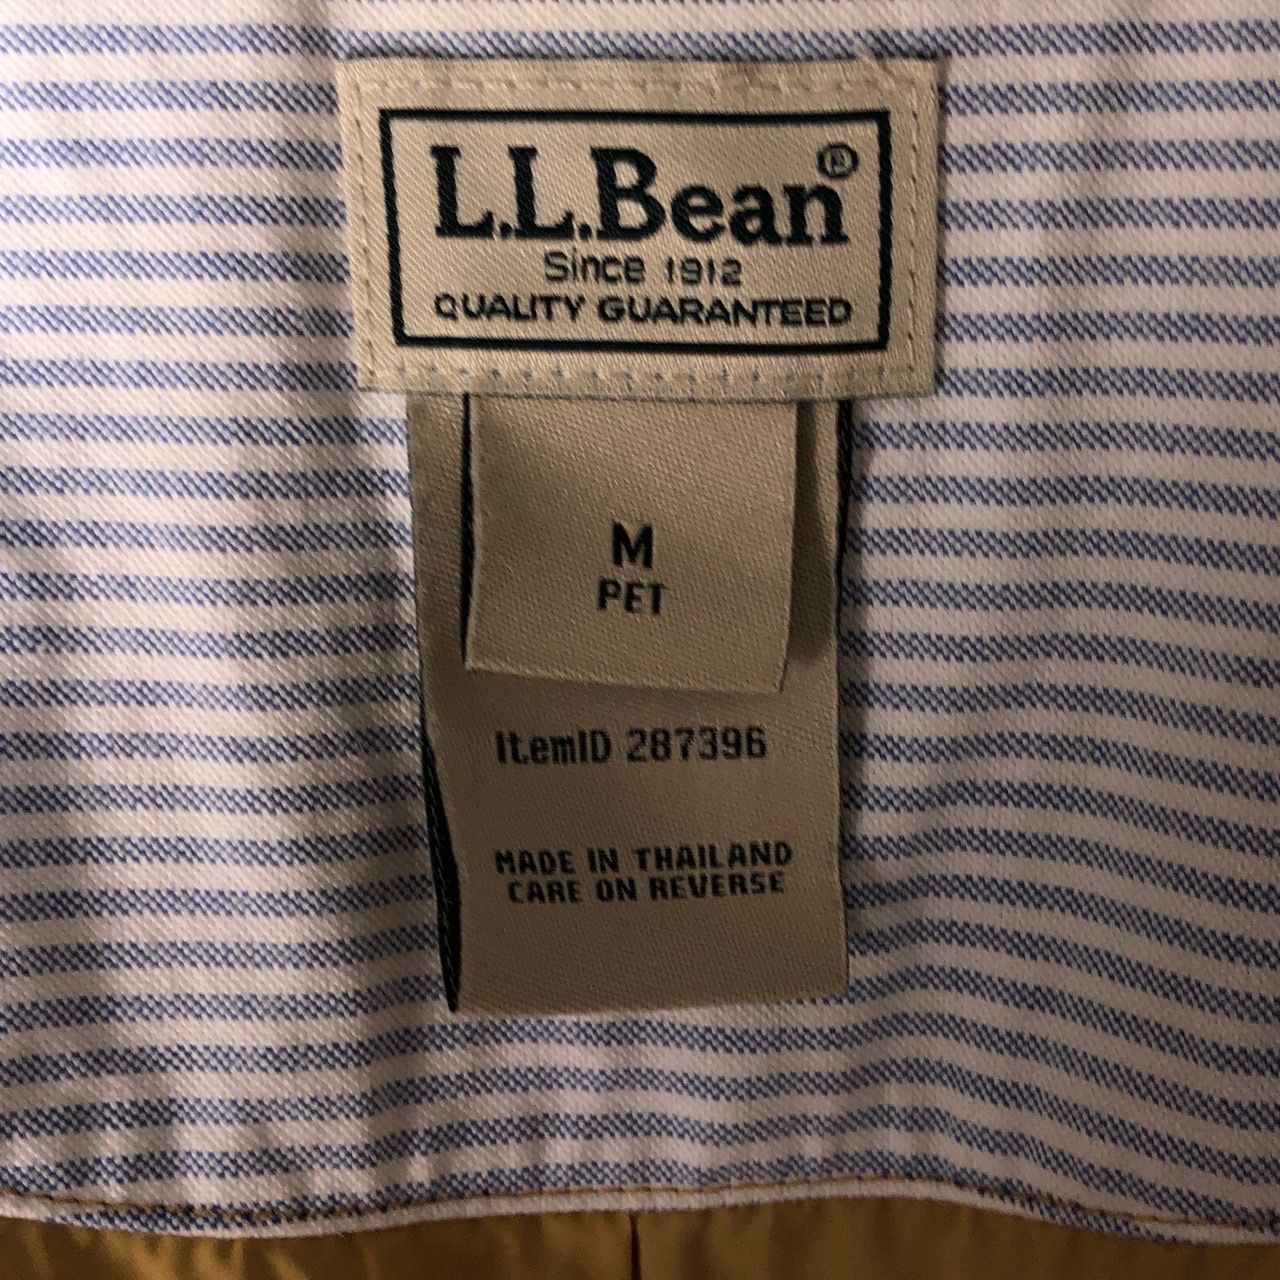 L.L.Bean®
Since 1912
QUALITY GUARANTEED
M
PET
ItemID 287396
MADE IN THAILAND
CARE ON REVERSE